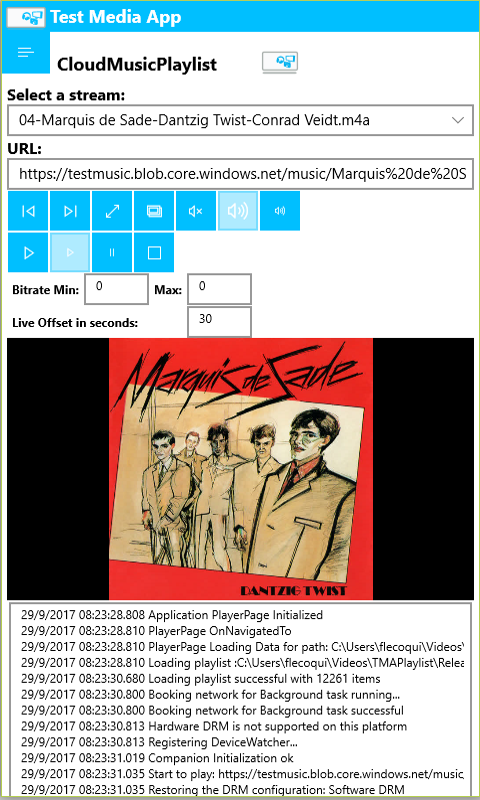 Test Media App
CloudMusicPlaylist
Select a stream:
04-Marquis de Sade-Dantzig Twist-Conrad Veidt.m4a
URL:
https://testmusic.blob.core.windows.net/music/Marquis%20de%20S
Bitrate Min: 0 Max: 0
Live Offset in seconds: 30
Marquis de Sade
DANTZIG TWIST
29/9/2017 08:23:28.808 Application PlayerPage Initialized
29/9/2017 08:23:28.810 PlayerPage OnNavigatedTo
29/9/2017 08:23:28.810 PlayerPage Loading Data for path: C:\Users\flecoqui\Videos\
29/9/2017 08:23:28.810 Loading playlist :C:\Users\flecoqui\Videos\TMAPlaylist\Relea
29/9/2017 08:23:30.680 Loading playlist successful with 12261 items
29/9/2017 08:23:30.800 Booking network for Background task running...
29/9/2017 08:23:30.800 Booking network for Background task successful
29/9/2017 08:23:30.813 Hardware DRM is not supported on this platform
29/9/2017 08:23:30.813 Registering DeviceWatcher...
29/9/2017 08:23:31.019 Companion Initialization ok
29/9/2017 08:23:31.035 Start to play: https://testmusic.blob.core.windows.net/music,
29/9/2017 08:23:31.035 Restoring the DRM configuration: Software DRM